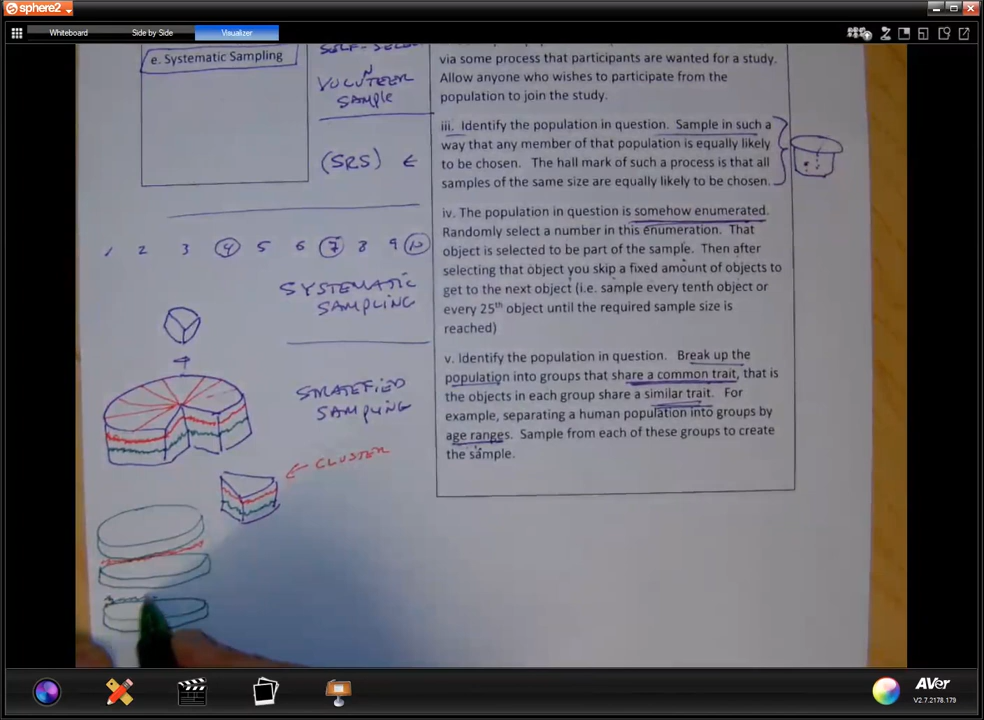 sphere2
Whiteboard
Side by Side
Visualizer
e. Systematic Sampling
VOLUTEER
N
SAMPLE
(SRS) ←
via some process that participants are wanted for a study.
Allow anyone who wishes to participate from the
population to join the study.
iii. Identify the population in question. Sample in such a
way that any member of that population is equally likely
to be chosen. The hall mark of such a process is that all
samples of the same size are equally likely to be chosen.
iv. The population in question is somehow enumerated.
Randomly select a number in this enumeration. That
object is selected to be part of the sample. Then after
selecting that object you skip a fixed amount of objects to
get to the next object (i.e. sample every tenth object or
every 25th object until the required sample size is
reached)
v. Identify the population in question. Break up the
population into groups that share a common trait, that is
the objects in each group share a similar trait. For
example, separating a human population into groups by
age ranges. Sample from each of these groups to create
the sample.
1 2 3 4 5 6 7 8 9 10
SYSTEMATIC
SAMPLING
STRATEFIED
SAMPLING
← CLUSTER
AVer
V2.7.2178.179